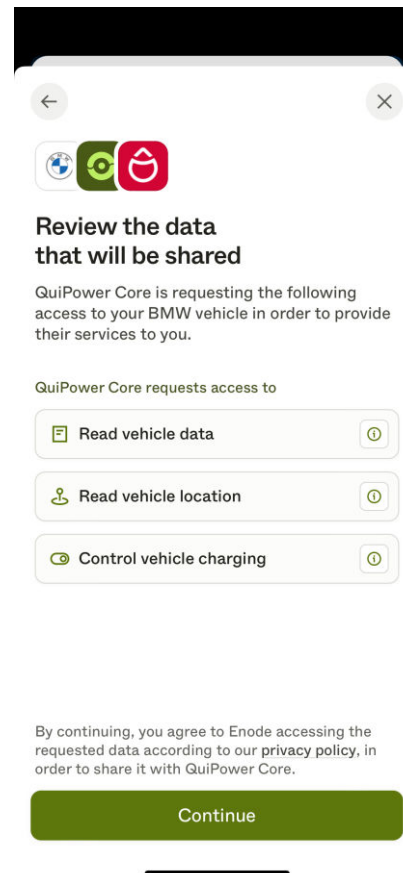 Review the data
that will be shared
QuiPower Core is requesting the following
access to your BMW vehicle in order to provide
their services to you.
QuiPower Core requests access to
Read vehicle data
Read vehicle location
Control vehicle charging
By continuing, you agree to Enode accessing the
requested data according to our privacy policy, in
order to share it with QuiPower Core.
Continue